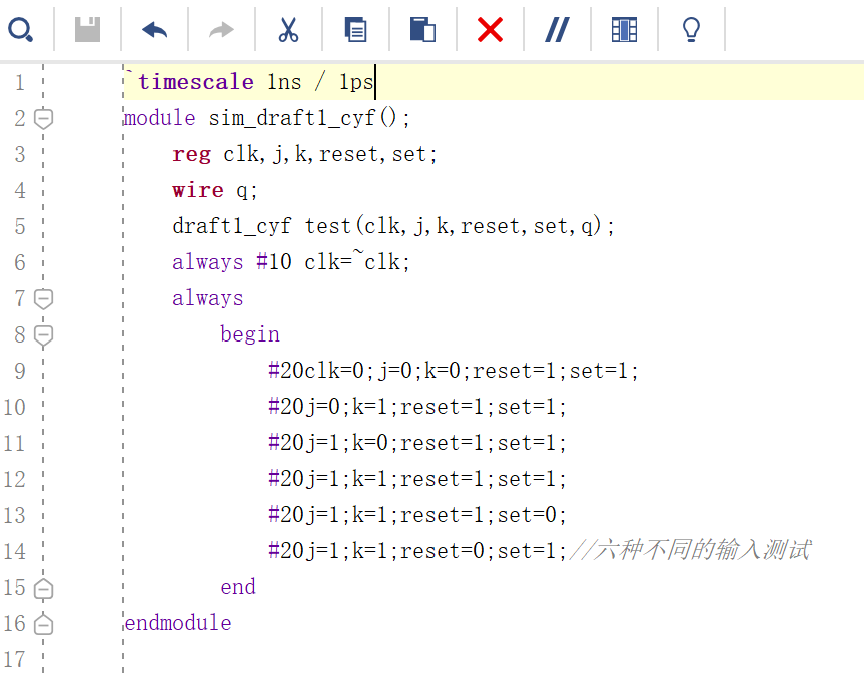 1 `timescale 1ns / 1ps
2 module sim_draft1_cyf();
3 reg clk,j,k,reset,set;
4 wire q;
5 draft1_cyf test(clk,j,k,reset,set,q);
6 always #10 clk=~clk;
7 always
8 begin
9 #20clk=0;j=0;k=0;reset=1;set=1;
10 #20j=0;k=1;reset=1;set=1;
11 #20j=1;k=0;reset=1;set=1;
12 #20j=1;k=1;reset=1;set=1;
13 #20j=1;k=1;reset=1;set=0;
14 #20j=1;k=1;reset=0;set=1;//六种不同的输入测试
15 end
16 endmodule
17